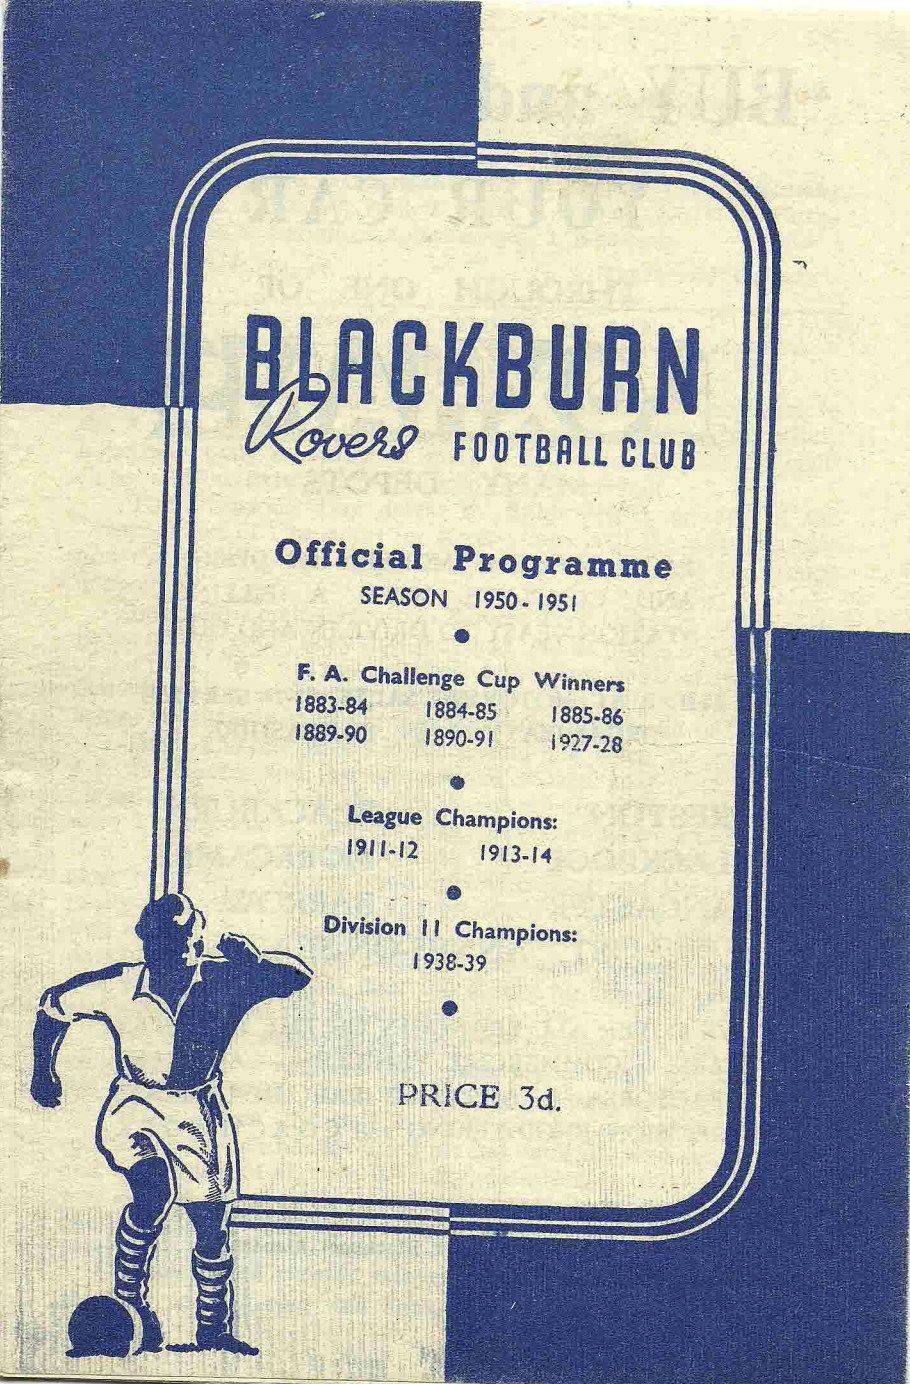 BLACKBURN
Rovers FOOTBALL CLUB
Official Programme
SEASON 1950-1951
F. A. Challenge Cup Winners
1883-84 1884-85 1885-86
1889-90 1890-91 1927-28
League Champions:
1911-12 1913-14
Division II Champions:
1938-39
PRICE 3d.